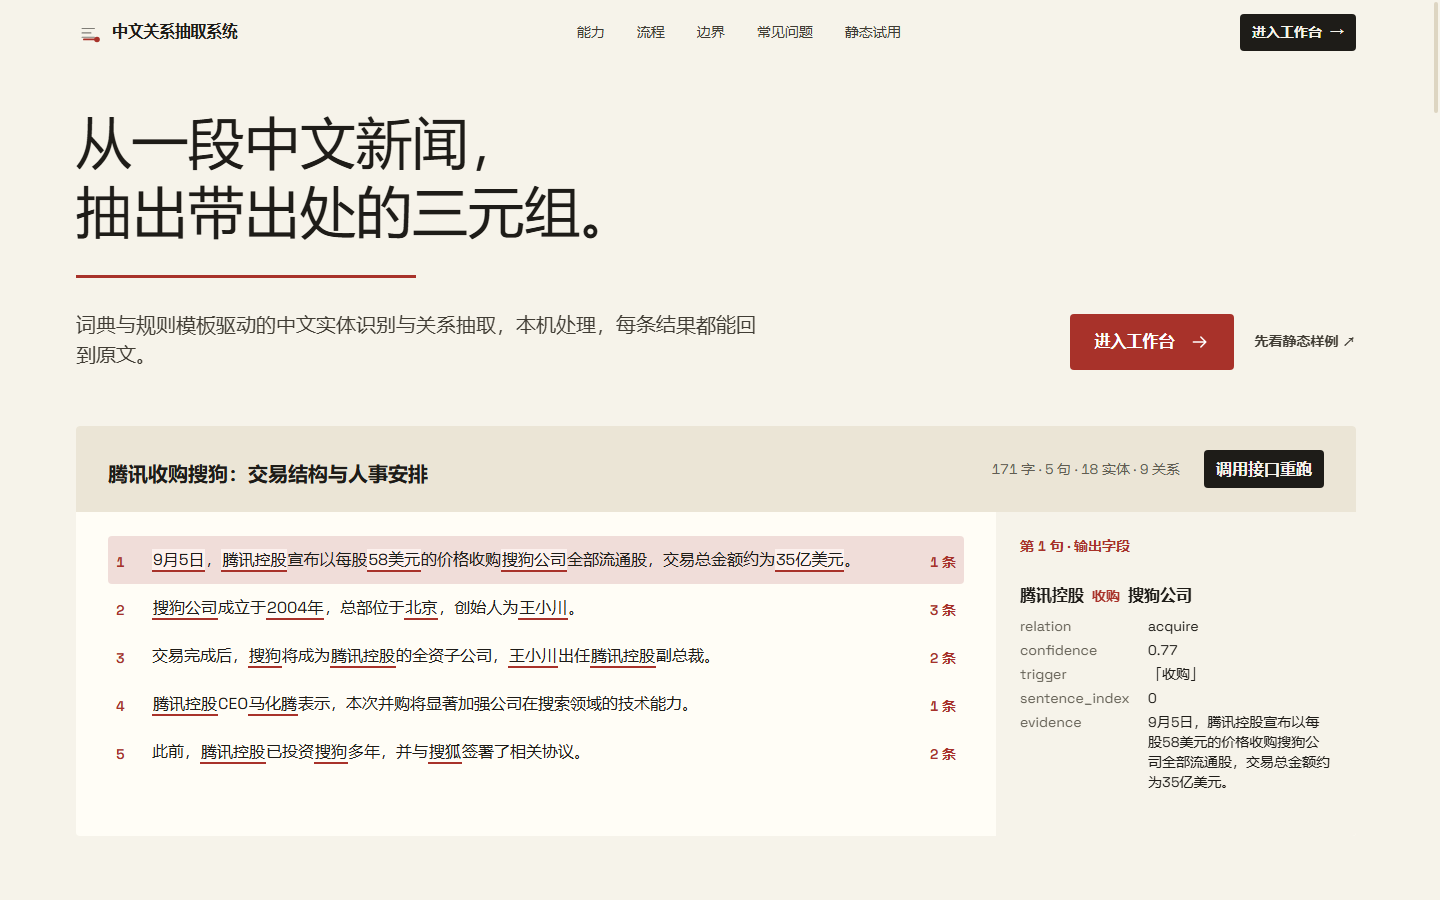 中文关系抽取系统
能力 流程 边界 常见问题 静态试用
进入工作台 →
从一段中文新闻，
抽出带出处的三元组。
词典与规则模板驱动的中文实体识别与关系抽取，本机处理，每条结果都能回
到原文。
进入工作台 →
先看静态样例 ↗
腾讯收购搜狗：交易结构与人事安排
171 字 · 5 句 · 18 实体 · 9 关系
调用接口重跑
1 9月5日，腾讯控股宣布以每股58美元的价格收购搜狗公司全部流通股，交易总金额约为35亿美元。 1 条
2 搜狗公司成立于2004年，总部位于北京，创始人为王小川。 3 条
3 交易完成后，搜狗将成为腾讯控股的全资子公司，王小川出任腾讯控股副总裁。 2 条
4 腾讯控股CEO马化腾表示，本次并购将显著加强公司在搜索领域的技术能力。 1 条
5 此前，腾讯控股已投资搜狗多年，并与搜狐签署了相关协议。 2 条
第 1 句 · 输出字段
腾讯控股 收购 搜狗公司
relation acquire
confidence 0.77
trigger 「收购」
sentence_index 0
evidence 9月5日，腾讯控股宣布以每
股58美元的价格收购搜狗公
司全部流通股，交易总金额约
为35亿美元。